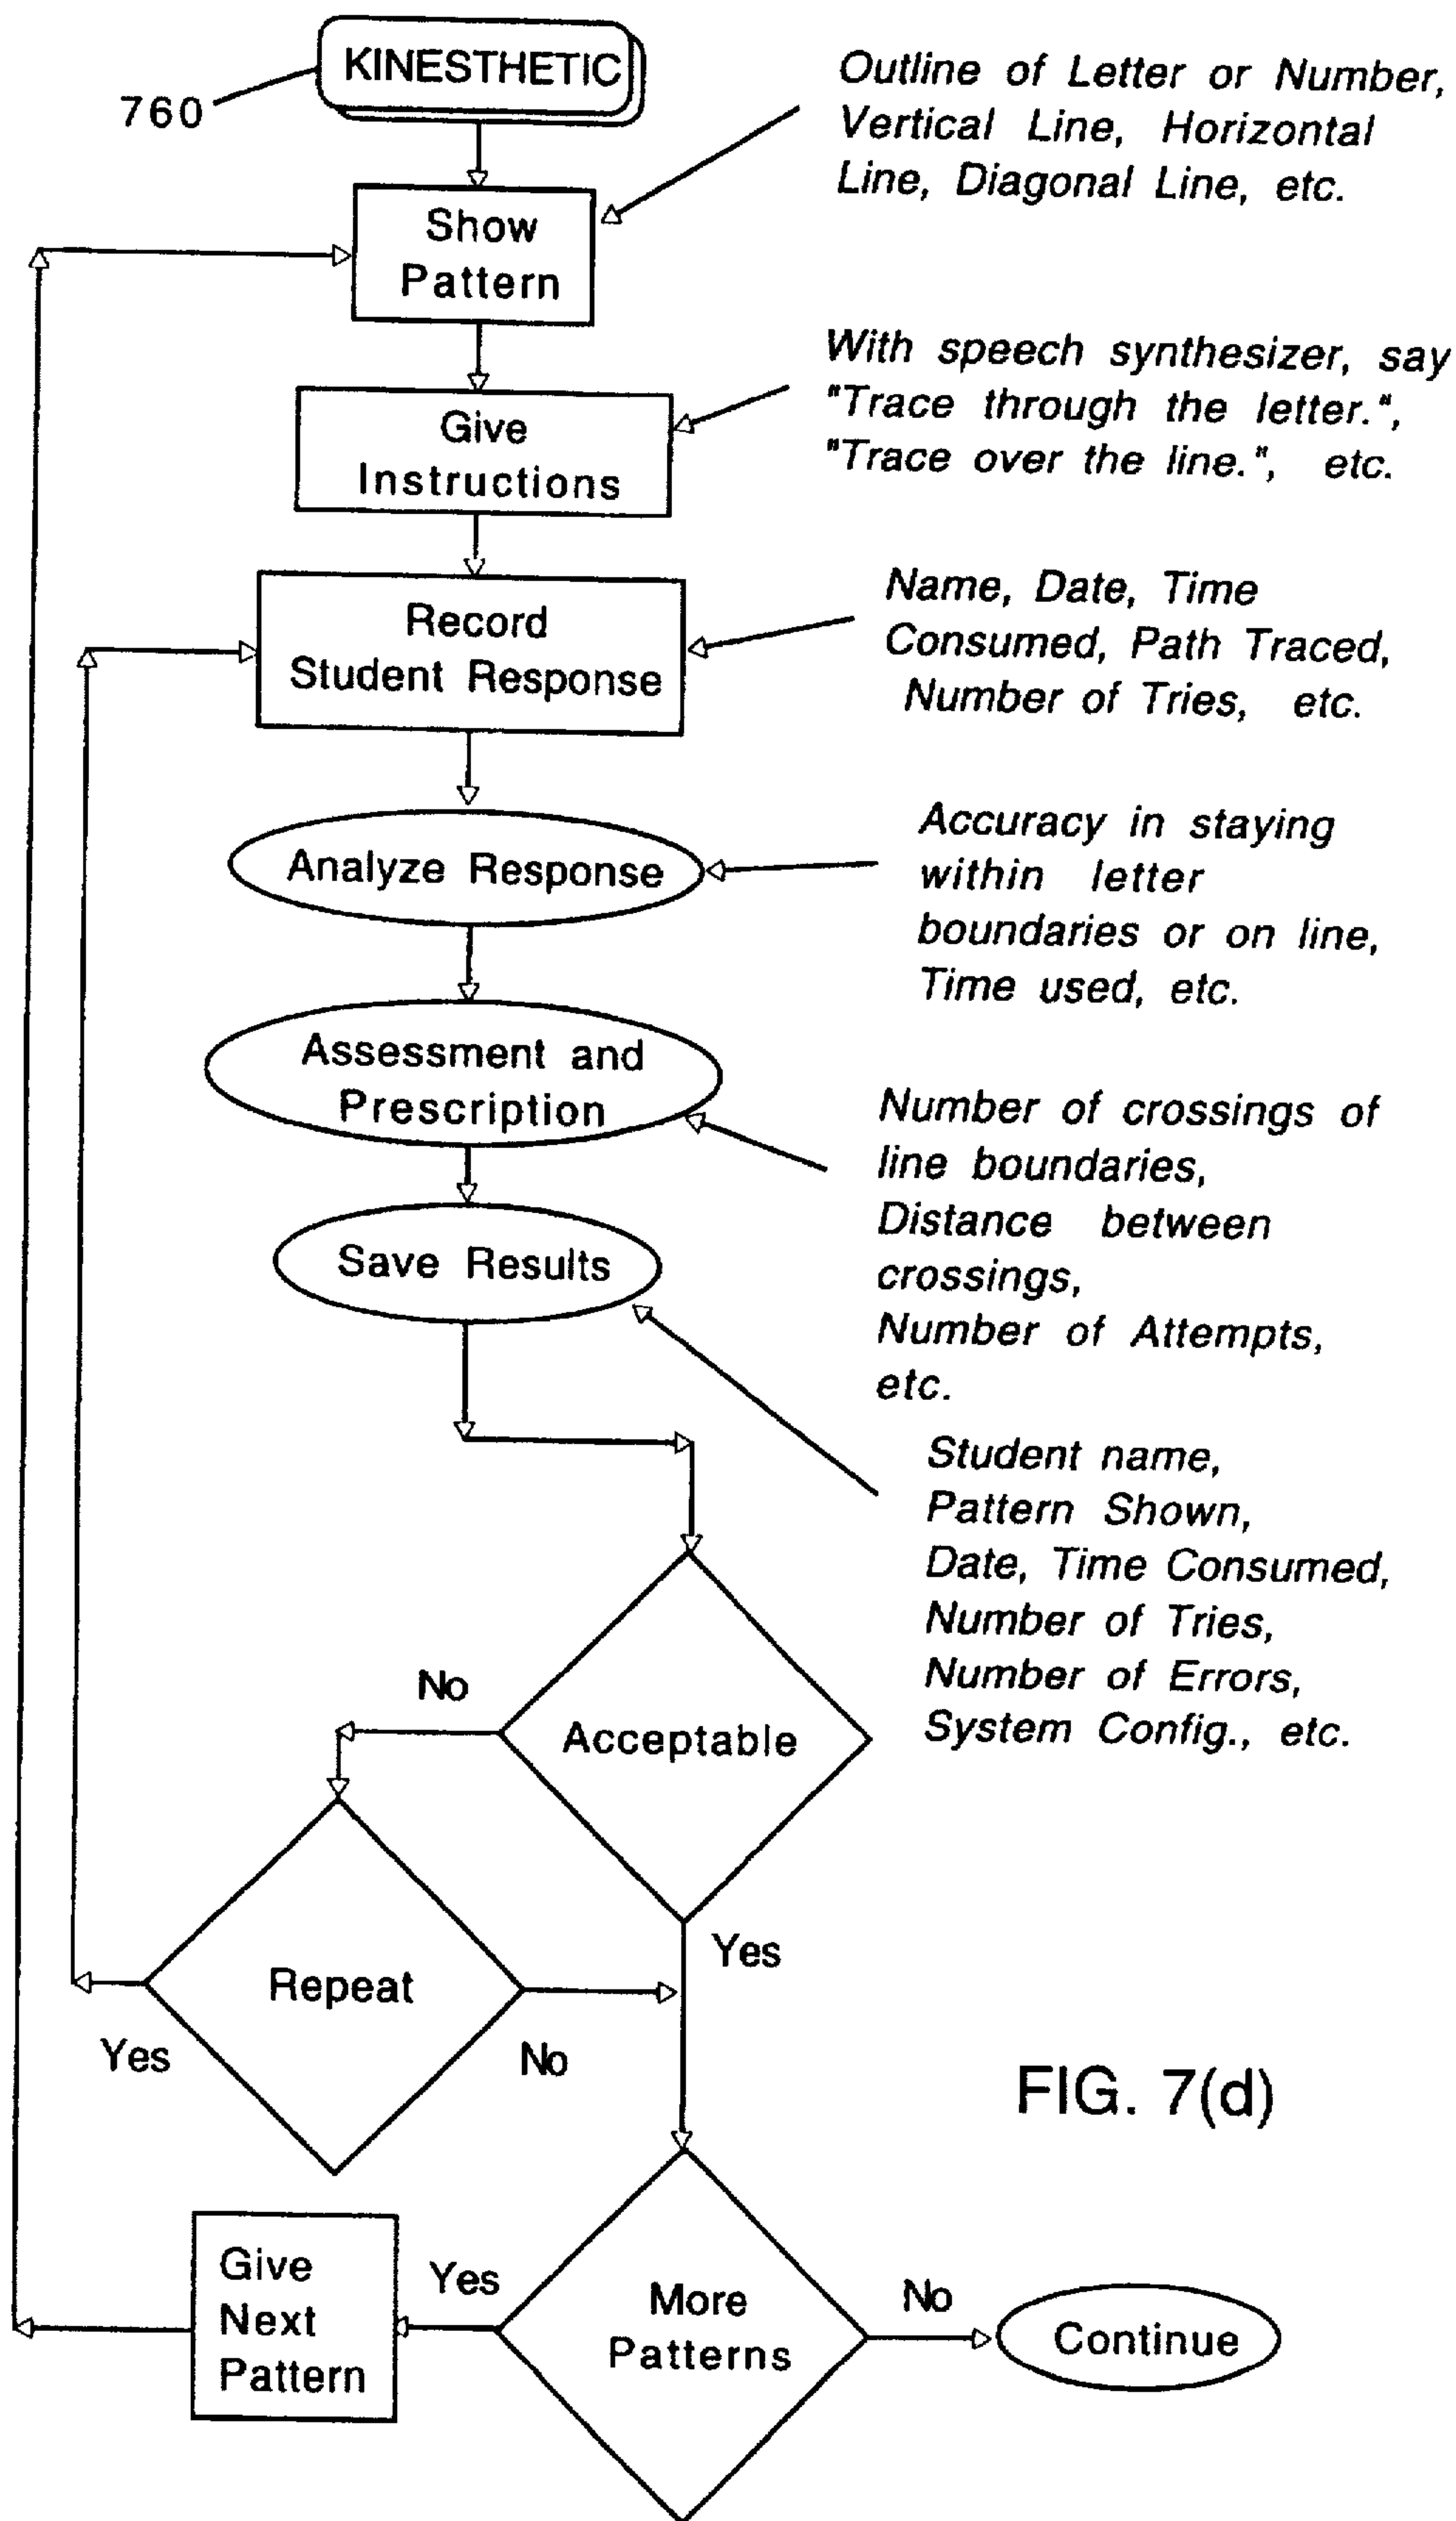 KINESTHETIC
760
Outline of Letter or Number,
Vertical Line, Horizontal
Line, Diagonal Line, etc.
Show
Pattern
With speech synthesizer, say
"Trace through the letter.",
"Trace over the line.", etc.
Give
Instructions
Name, Date, Time
Consumed, Path Traced,
Number of Tries, etc.
Record
Student Response
Accuracy in staying
within letter
boundaries or on line,
Time used, etc.
Analyze Response
Assessment and
Prescription
Number of crossings of
line boundaries,
Distance between
crossings,
Number of Attempts,
etc.
Save Results
Student name,
Pattern Shown,
Date, Time Consumed,
Number of Tries,
Number of Errors,
System Config., etc.
No
Acceptable
Yes
Repeat
Yes
No
FIG. 7(d)
Give
Next
Pattern
Yes
More
Patterns
No
Continue